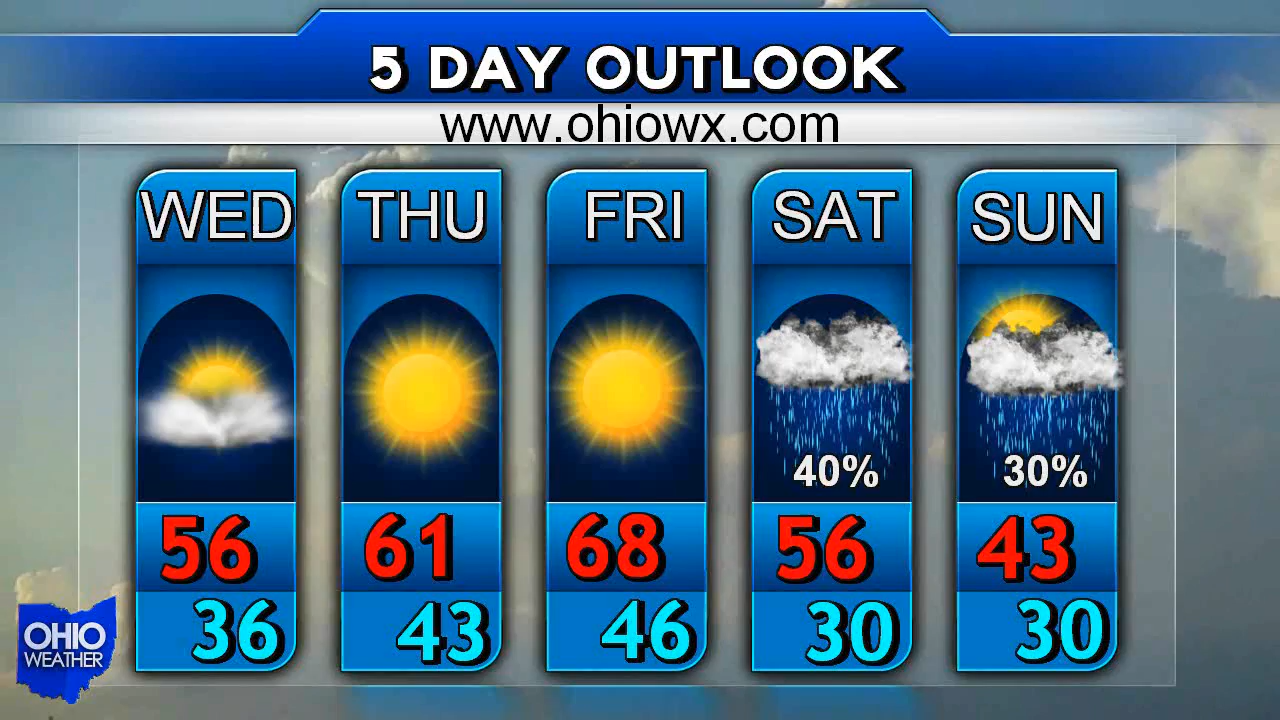 5 DAY OUTLOOK
www.ohiowx.com
WED THU FRI SAT SUN
40% 30%
56 61 68 56 43
36 43 46 30 30
OHIO
WEATHER